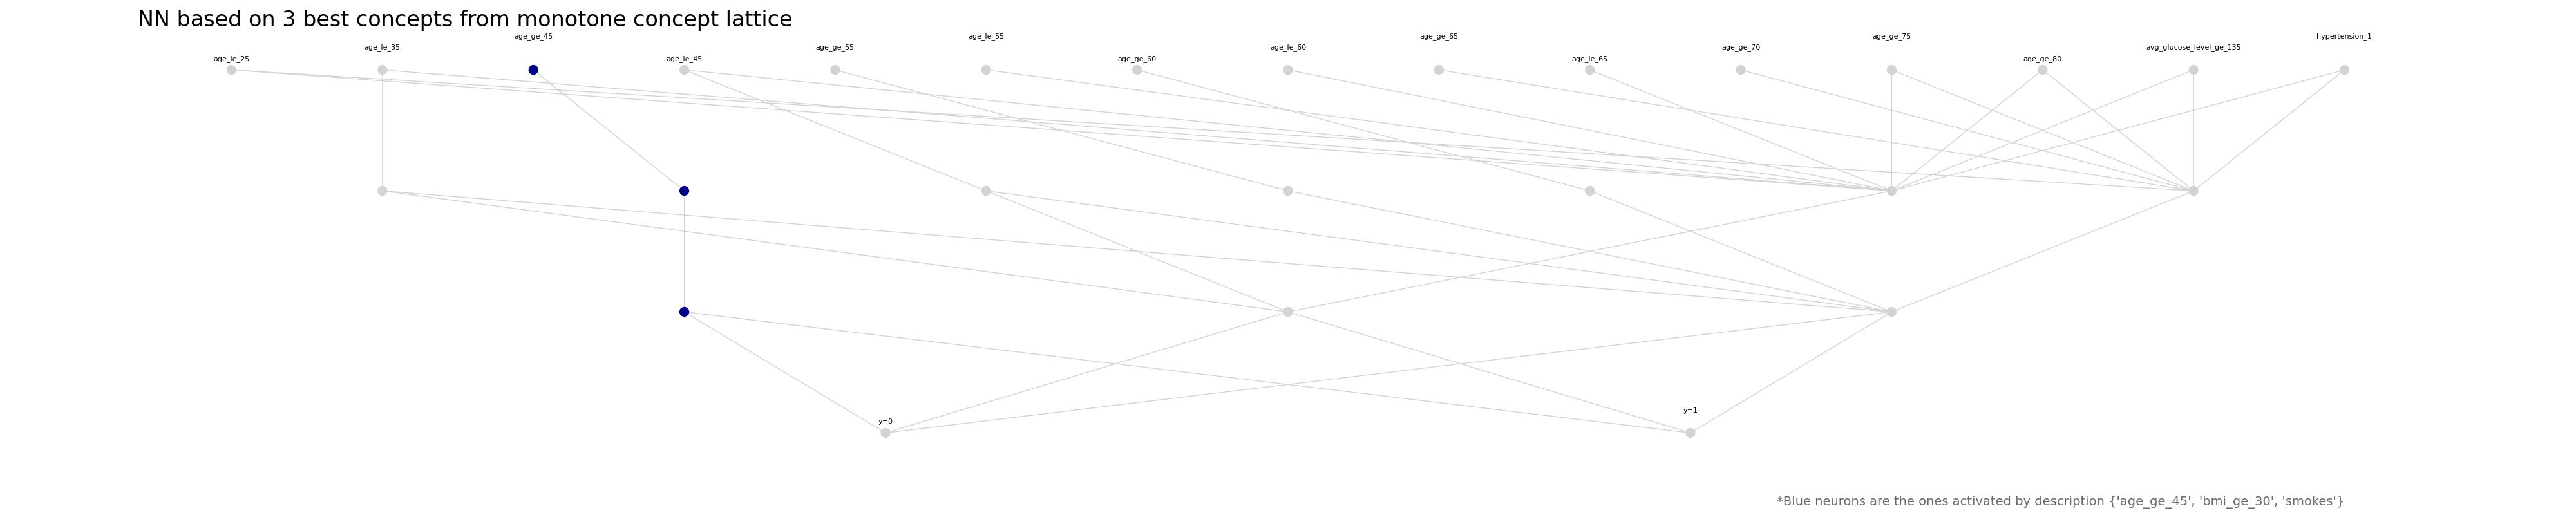 NN based on 3 best concepts from monotone concept lattice
age_le_25
age_le_35
age_ge_45
age_le_45
age_ge_55
age_le_55
age_ge_60
age_le_60
age_ge_65
age_le_65
age_ge_70
age_ge_75
age_ge_80
avg_glucose_level_ge_135
hypertension_1
y=0
y=1
*Blue neurons are the ones activated by description {'age_ge_45', 'bmi_ge_30', 'smokes'}